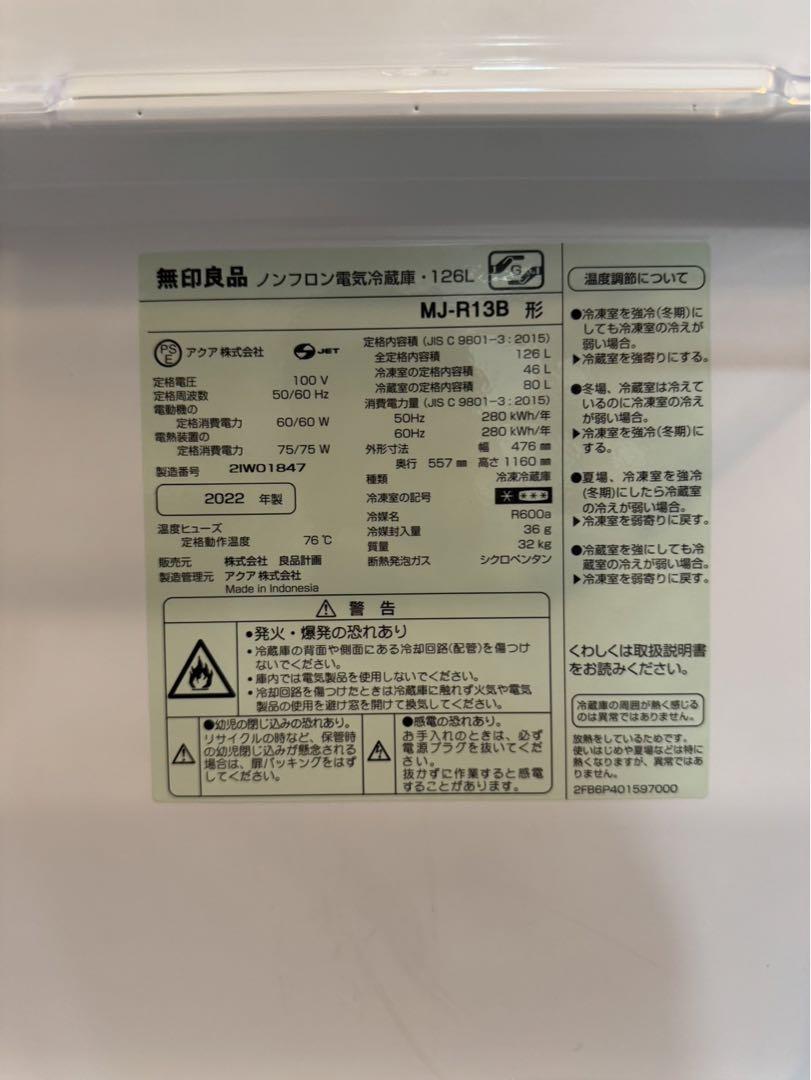 無印良品 ノンフロン電気冷蔵庫・126L G
MJ-R13B 形
PSE アクア株式会社 JET
定格電圧 100 V
定格周波数 50/60 Hz
電動機の
定格消費電力 60/60 W
電熱装置の
定格消費電力 75/75 W
製造番号 2IW01847
2022 年製
温度ヒューズ
定格動作温度 76 ℃
販売元 株式会社 良品計画
製造管理元 アクア株式会社
Made in Indonesia
定格内容積 (JIS C 9801-3 : 2015)
全定格内容積 126 L
冷凍室の定格内容積 46 L
冷蔵室の定格内容積 80 L
消費電力量 (JIS C 9801-3 : 2015)
50Hz 280 kWh/年
60Hz 280 kWh/年
外形寸法 幅 476 ㎜
奥行 557 ㎜ 高さ 1160 ㎜
種類 冷凍冷蔵庫
冷凍室の記号
冷媒名 R600a
冷媒封入量 36 g
質量 32 kg
断熱発泡ガス シクロペンタン
警 告
●発火・爆発の恐れあり
・冷蔵庫の背面や側面にある冷却回路(配管)を傷つけ
ないでください。
・庫内では電気製品を使用しないでください。
・冷却回路を傷つけたときは冷蔵庫に触れず火気や電気
製品の使用を避け窓を開けて換気してください。
●幼児の閉じ込みの恐れあり。
リサイクルの時など、保管時
の幼児閉じ込みが懸念される
場合は、扉パッキングをはず
してください。
●感電の恐れあり。
お手入れのときは、必ず
電源プラグを抜いてくだ
さい。
抜かずに作業すると感電
することがあります。
温度調節について
●冷凍室を強冷(冬期)に
しても冷凍室の冷えが
弱い場合。
▶冷蔵室を強寄りにする。
●冬場、冷蔵室は冷えて
いるのに冷凍室の冷え
が弱い場合。
▶冷凍室を強冷(冬期)に
する。
●夏場、冷凍室を強冷
(冬期)にしたら冷蔵室
の冷えが弱い場合。
▶冷凍室を弱寄りに戻す。
●冷蔵室を強にしても冷
蔵室の冷えが弱い場合。
▶冷凍室を弱寄りに戻す。
くわしくは取扱説明書
をお読みください。
冷蔵庫の周囲が熱く感じる
のは異常ではありません。
放熱をしているためです。
使いはじめや夏場などは特に
熱くなりますが、異常ではあ
りません。
2FB6P401597000